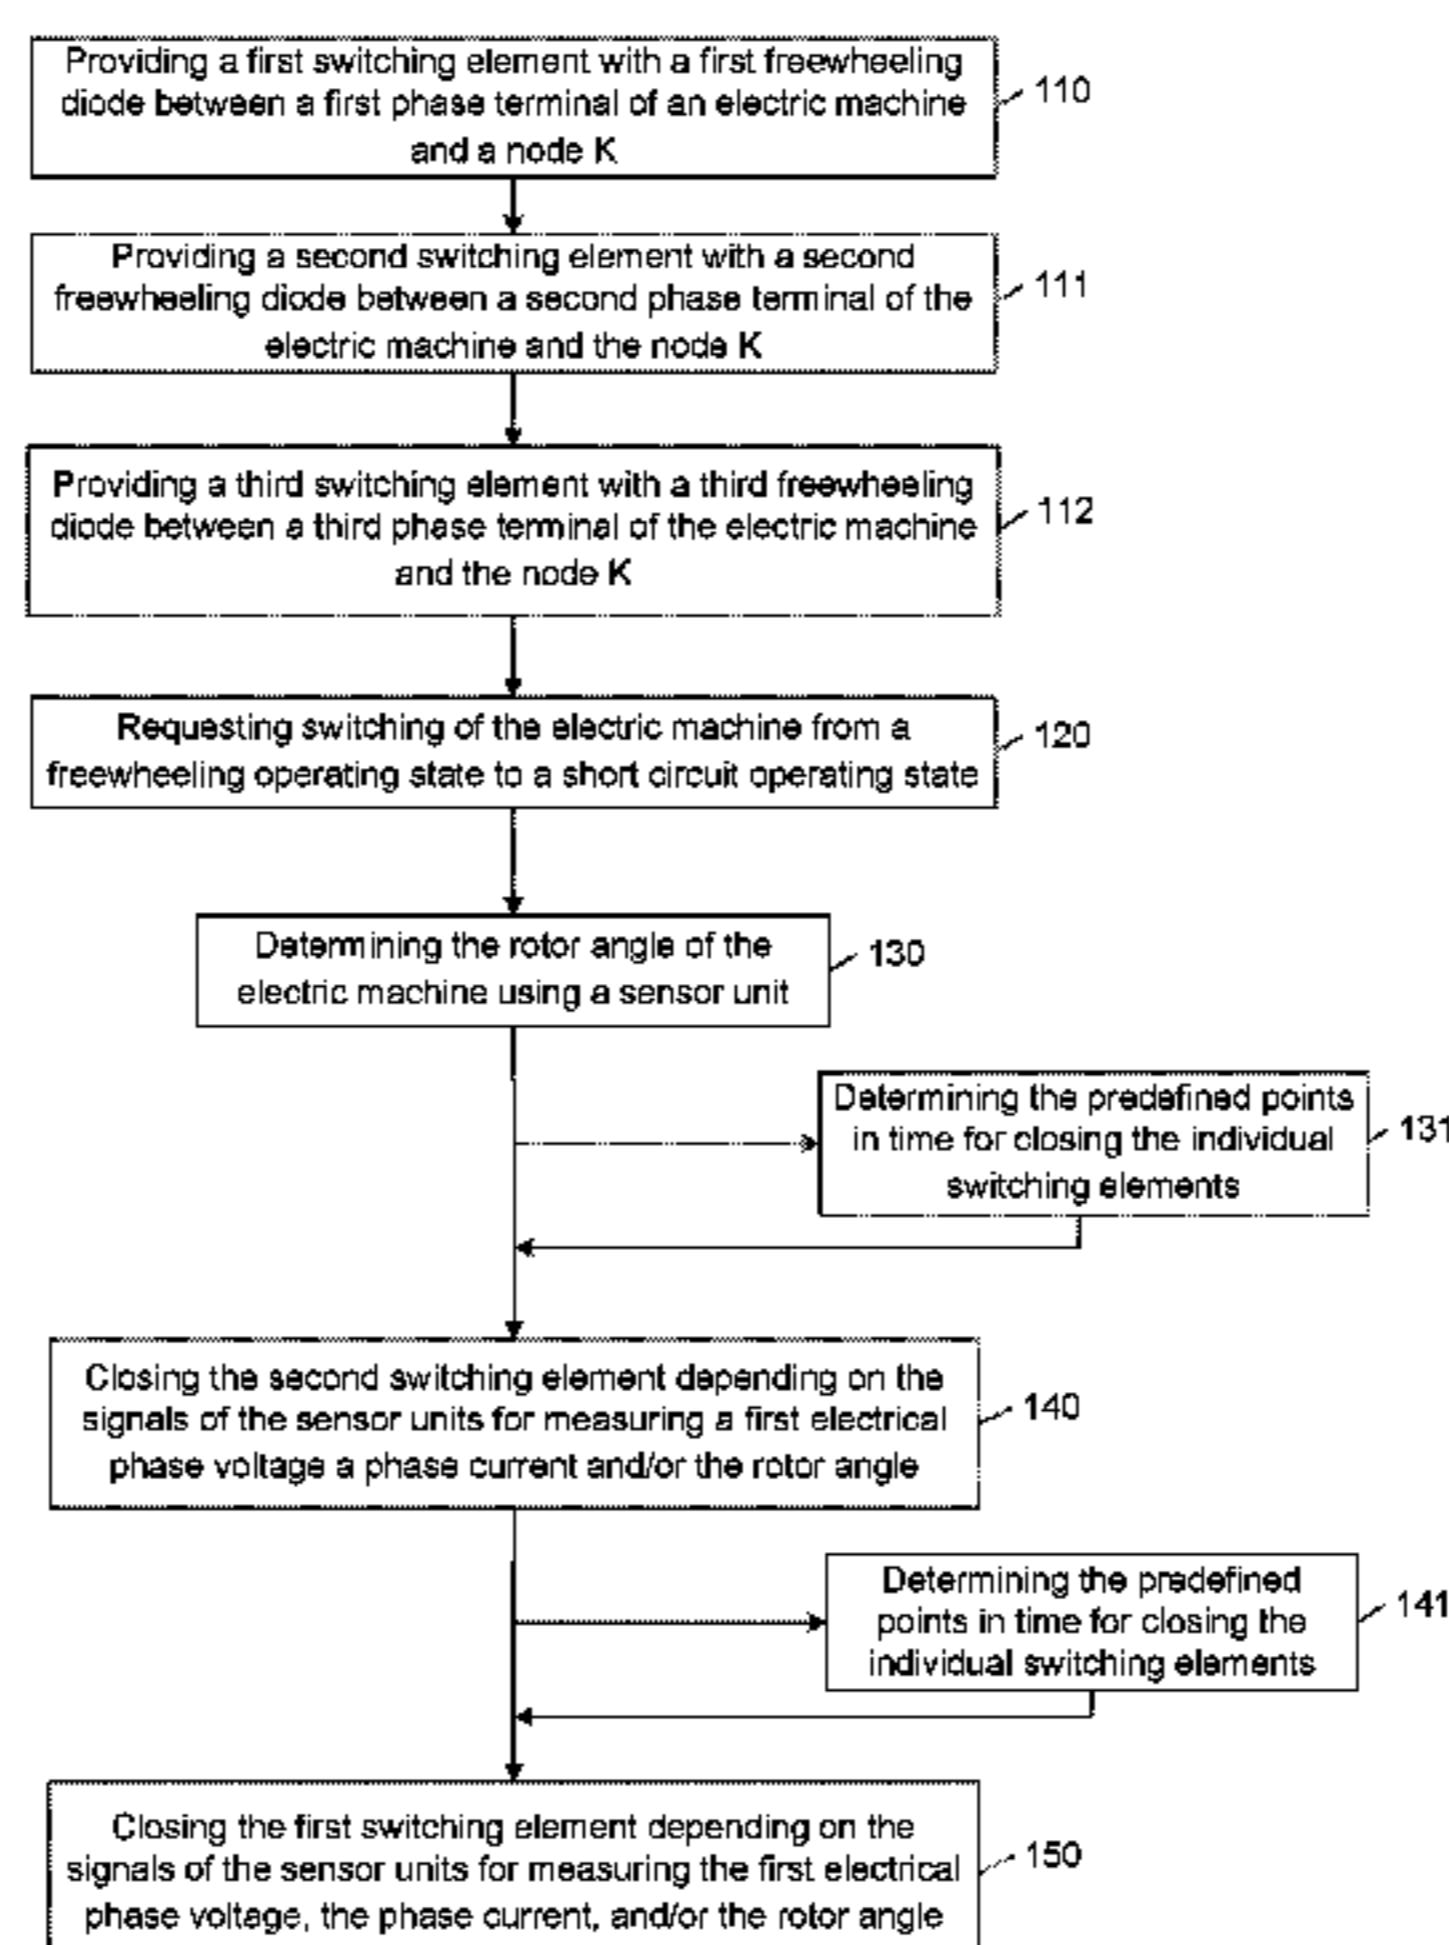 Providing a first switching element with a first freewheeling
diode between a first phase terminal of an electric machine
and a node K
110
Providing a second switching element with a second
freewheeling diode between a second phase terminal of the
electric machine and the node K
111
Providing a third switching element with a third freewheeling
diode between a third phase terminal of the electric machine
and the node K
112
Requesting switching of the electric machine from a
freewheeling operating state to a short circuit operating state
120
Determining the rotor angle of the
electric machine using a sensor unit
130
Determining the predefined points
in time for closing the individual
switching elements
131
Closing the second switching element depending on the
signals of the sensor units for measuring a first electrical
phase voltage a phase current and/or the rotor angle
140
Determining the predefined
points in time for closing the
individual switching elements
141
Closing the first switching element depending on the
signals of the sensor units for measuring the first electrical
phase voltage, the phase current, and/or the rotor angle
150